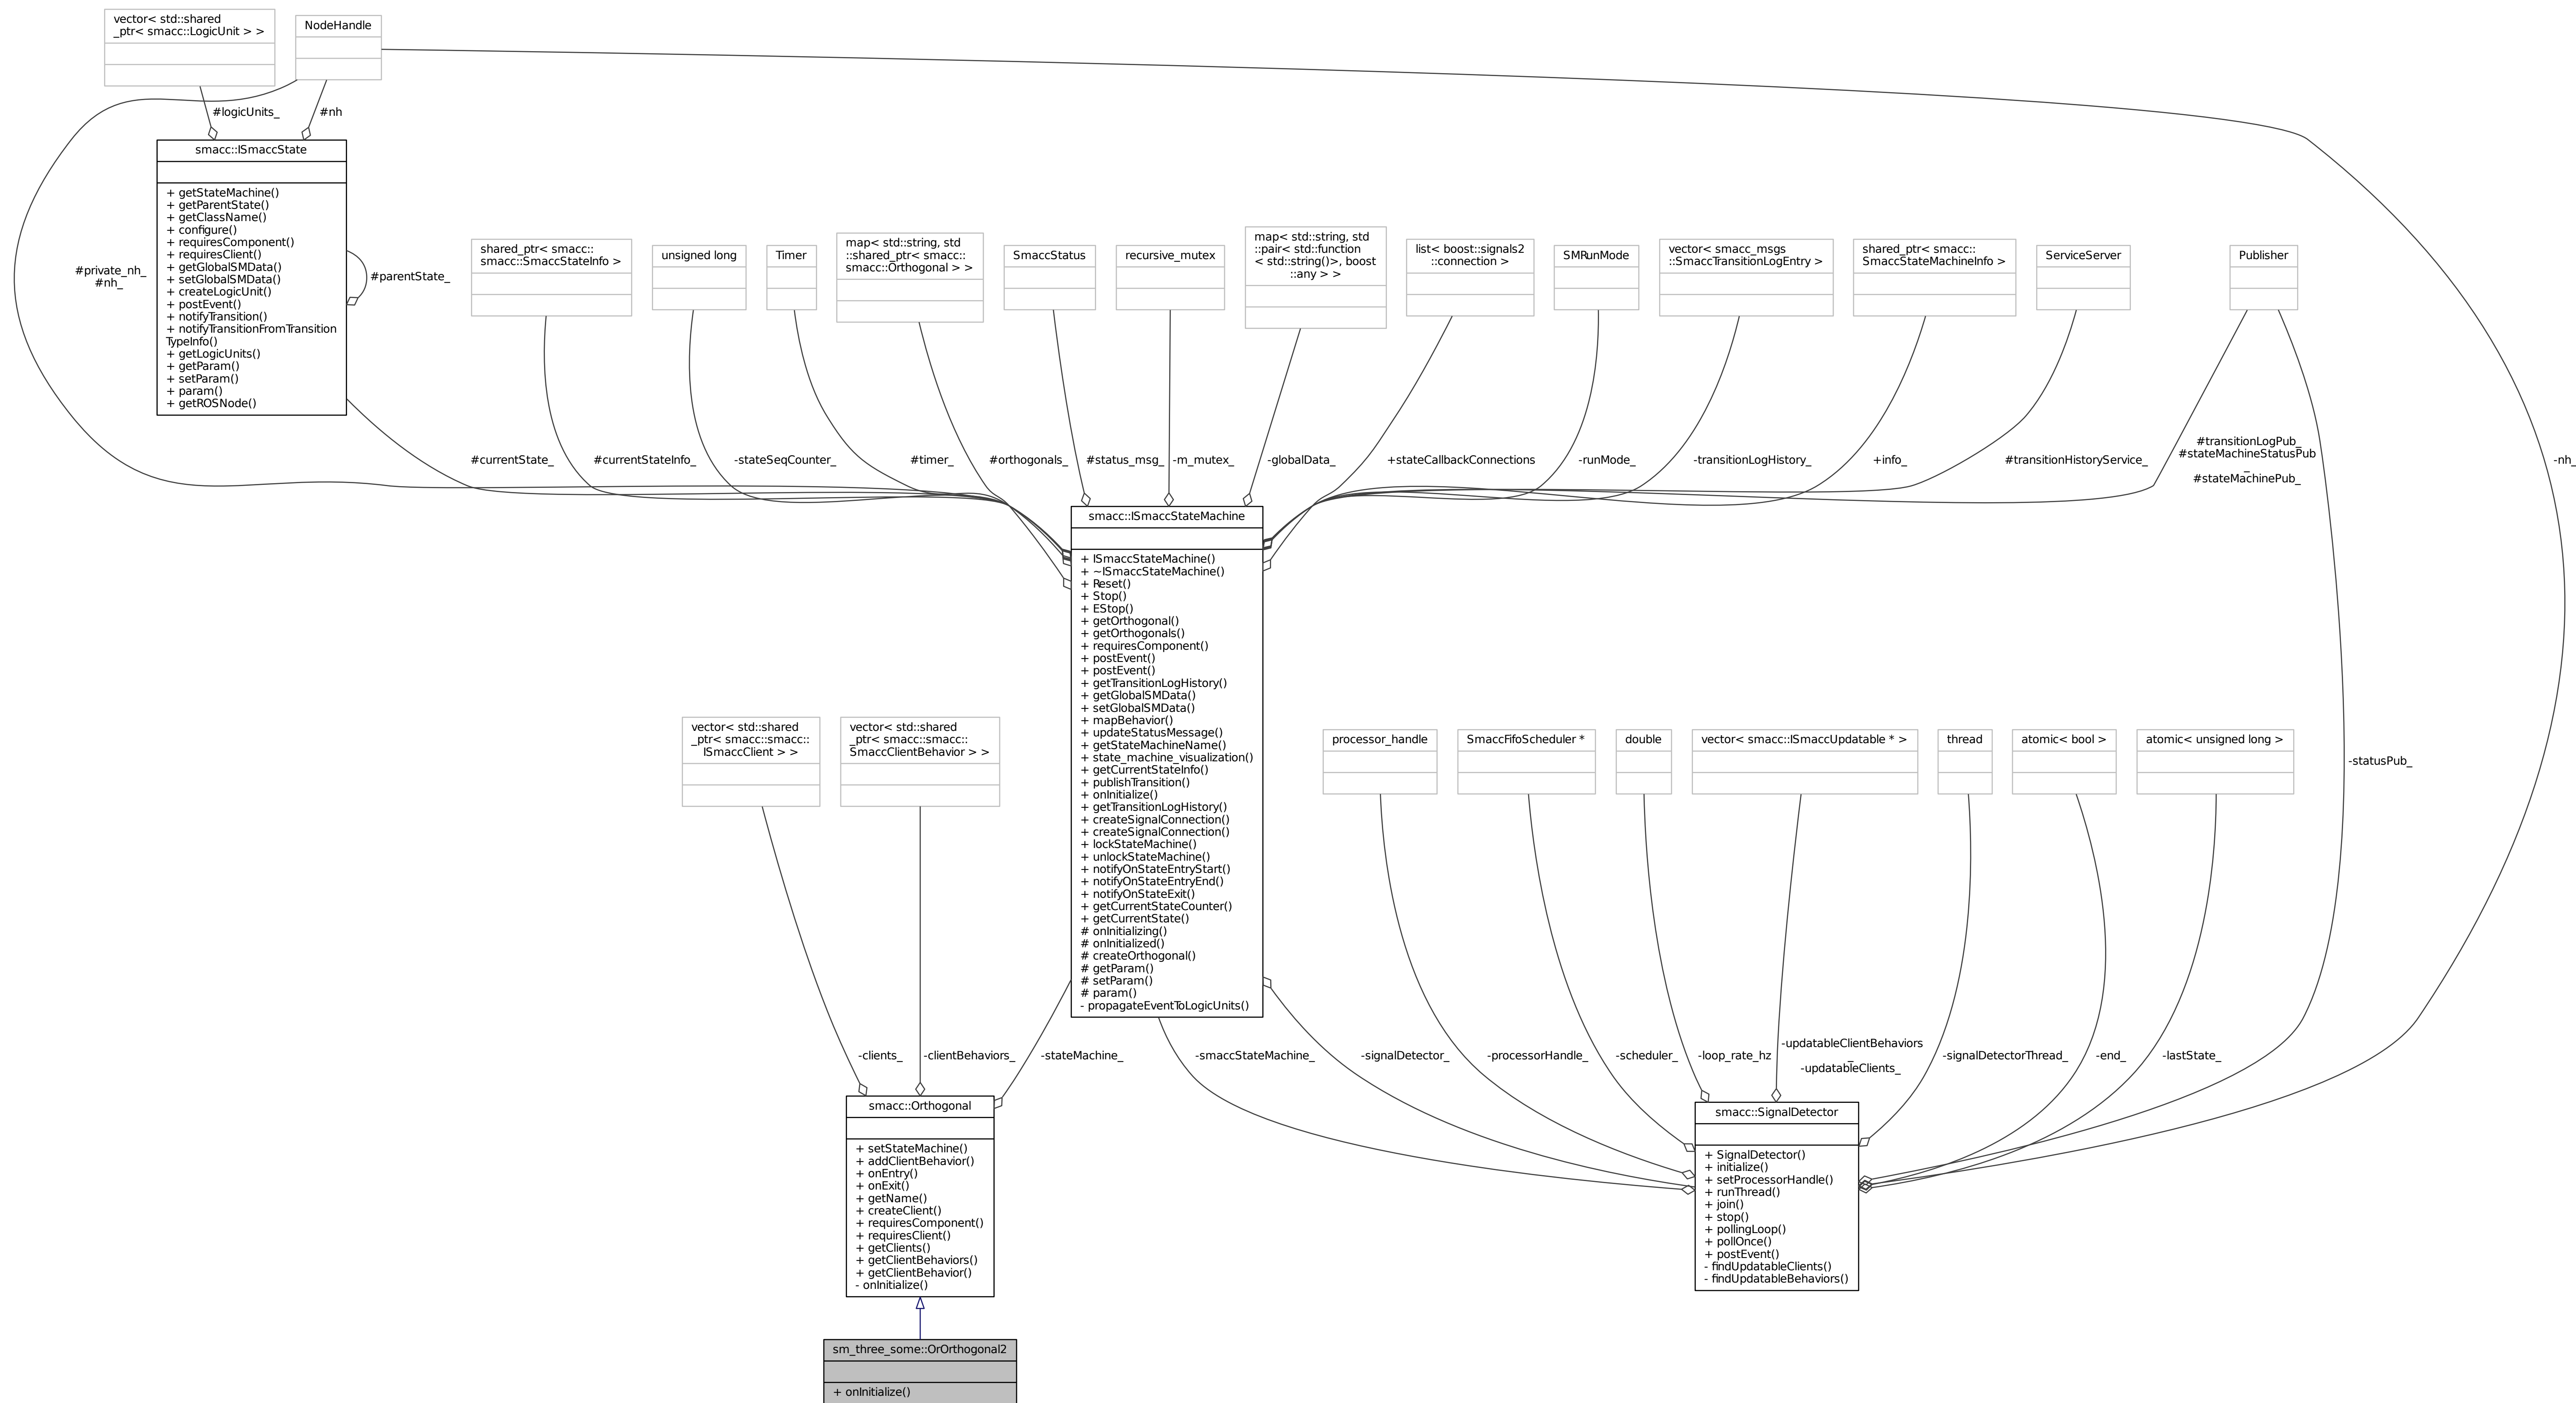 vector< std::shared
_ptr< smacc::LogicUnit > >
NodeHandle
#logicUnits_
#nh
smacc::ISmaccState
+ getStateMachine()
+ getParentState()
+ getClassName()
+ configure()
+ requiresComponent()
+ requiresClient()
+ getGlobalSMData()
+ setGlobalSMData()
+ createLogicUnit()
+ postEvent()
+ notifyTransition()
+ notifyTransitionFromTransition
TypeInfo()
+ getLogicUnits()
+ getParam()
+ setParam()
+ param()
+ getROSNode()
#private_nh_
#nh_
#parentState_
shared_ptr< smacc::
smacc::SmaccStateInfo >
unsigned long
Timer
map< std::string, std
::shared_ptr< smacc::
smacc::Orthogonal > >
SmaccStatus
recursive_mutex
map< std::string, std
::pair< std::function
< std::string()>, boost
::any > >
list< boost::signals2
::connection >
SMRunMode
vector< smacc_msgs
::SmaccTransitionLogEntry >
shared_ptr< smacc::
SmaccStateMachineInfo >
ServiceServer
Publisher
#currentState_
#currentStateInfo_
-stateSeqCounter_
#timer_
#orthogonals_
#status_msg_
-m_mutex_
-globalData_
+stateCallbackConnections
-runMode_
-transitionLogHistory_
+info_
#transitionHistoryService_
#transitionLogPub_
#stateMachineStatusPub
_
#stateMachinePub_
-nh_
smacc::ISmaccStateMachine
+ ISmaccStateMachine()
+ ~ISmaccStateMachine()
+ Reset()
+ Stop()
+ EStop()
+ getOrthogonal()
+ getOrthogonals()
+ requiresComponent()
+ postEvent()
+ postEvent()
+ getTransitionLogHistory()
+ getGlobalSMData()
+ setGlobalSMData()
+ mapBehavior()
+ updateStatusMessage()
+ getStateMachineName()
+ state_machine_visualization()
+ getCurrentStateInfo()
+ publishTransition()
+ onInitialize()
+ getTransitionLogHistory()
+ createSignalConnection()
+ createSignalConnection()
+ lockStateMachine()
+ unlockStateMachine()
+ notifyOnStateEntryStart()
+ notifyOnStateEntryEnd()
+ notifyOnStateExit()
+ getCurrentStateCounter()
+ getCurrentState()
# onInitializing()
# onInitialized()
# createOrthogonal()
# getParam()
# setParam()
# param()
- propagateEventToLogicUnits()
vector< std::shared
_ptr< smacc::smacc::
ISmaccClient > >
vector< std::shared
_ptr< smacc::smacc::
SmaccClientBehavior > >
processor_handle
SmaccFifoScheduler *
double
vector< smacc::ISmaccUpdatable * >
thread
atomic< bool >
atomic< unsigned long >
-statusPub_
-clients_
-clientBehaviors_
-stateMachine_
-smaccStateMachine_
-signalDetector_
-processorHandle_
-scheduler_
-loop_rate_hz
-updatableClientBehaviors
_
-updatableClients_
-signalDetectorThread_
-end_
-lastState_
smacc::Orthogonal
+ setStateMachine()
+ addClientBehavior()
+ onEntry()
+ onExit()
+ getName()
+ createClient()
+ requiresComponent()
+ requiresClient()
+ getClients()
+ getClientBehaviors()
+ getClientBehavior()
- onInitialize()
smacc::SignalDetector
+ SignalDetector()
+ initialize()
+ setProcessorHandle()
+ runThread()
+ join()
+ stop()
+ pollingLoop()
+ pollOnce()
+ postEvent()
- findUpdatableClients()
- findUpdatableBehaviors()
sm_three_some::OrOrthogonal2
+ onInitialize()